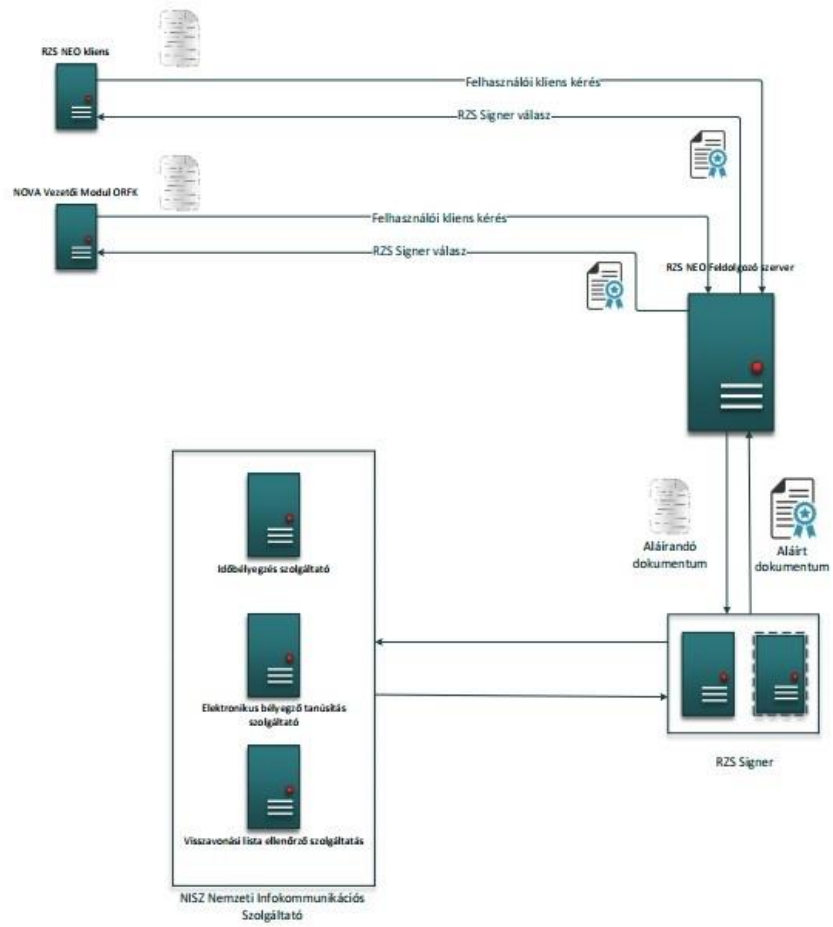 RZS NEO kliens
Felhasználói kliens kérés
RZS Signer válasz
NOVA Vezetői Modul ORFK
Felhasználói kliens kérés
RZS Signer válasz
RZS NEO Feldolgozó szerver
Aláírandó
dokumentum
Aláírt
dokumentum
Időbélyegzés szolgáltató
Elektronikus bélyegző tanúsítás
szolgáltató
Visszavonási lista ellenőrző szolgáltatás
RZS Signer
NISZ Nemzeti Infokommunikációs
Szolgáltató